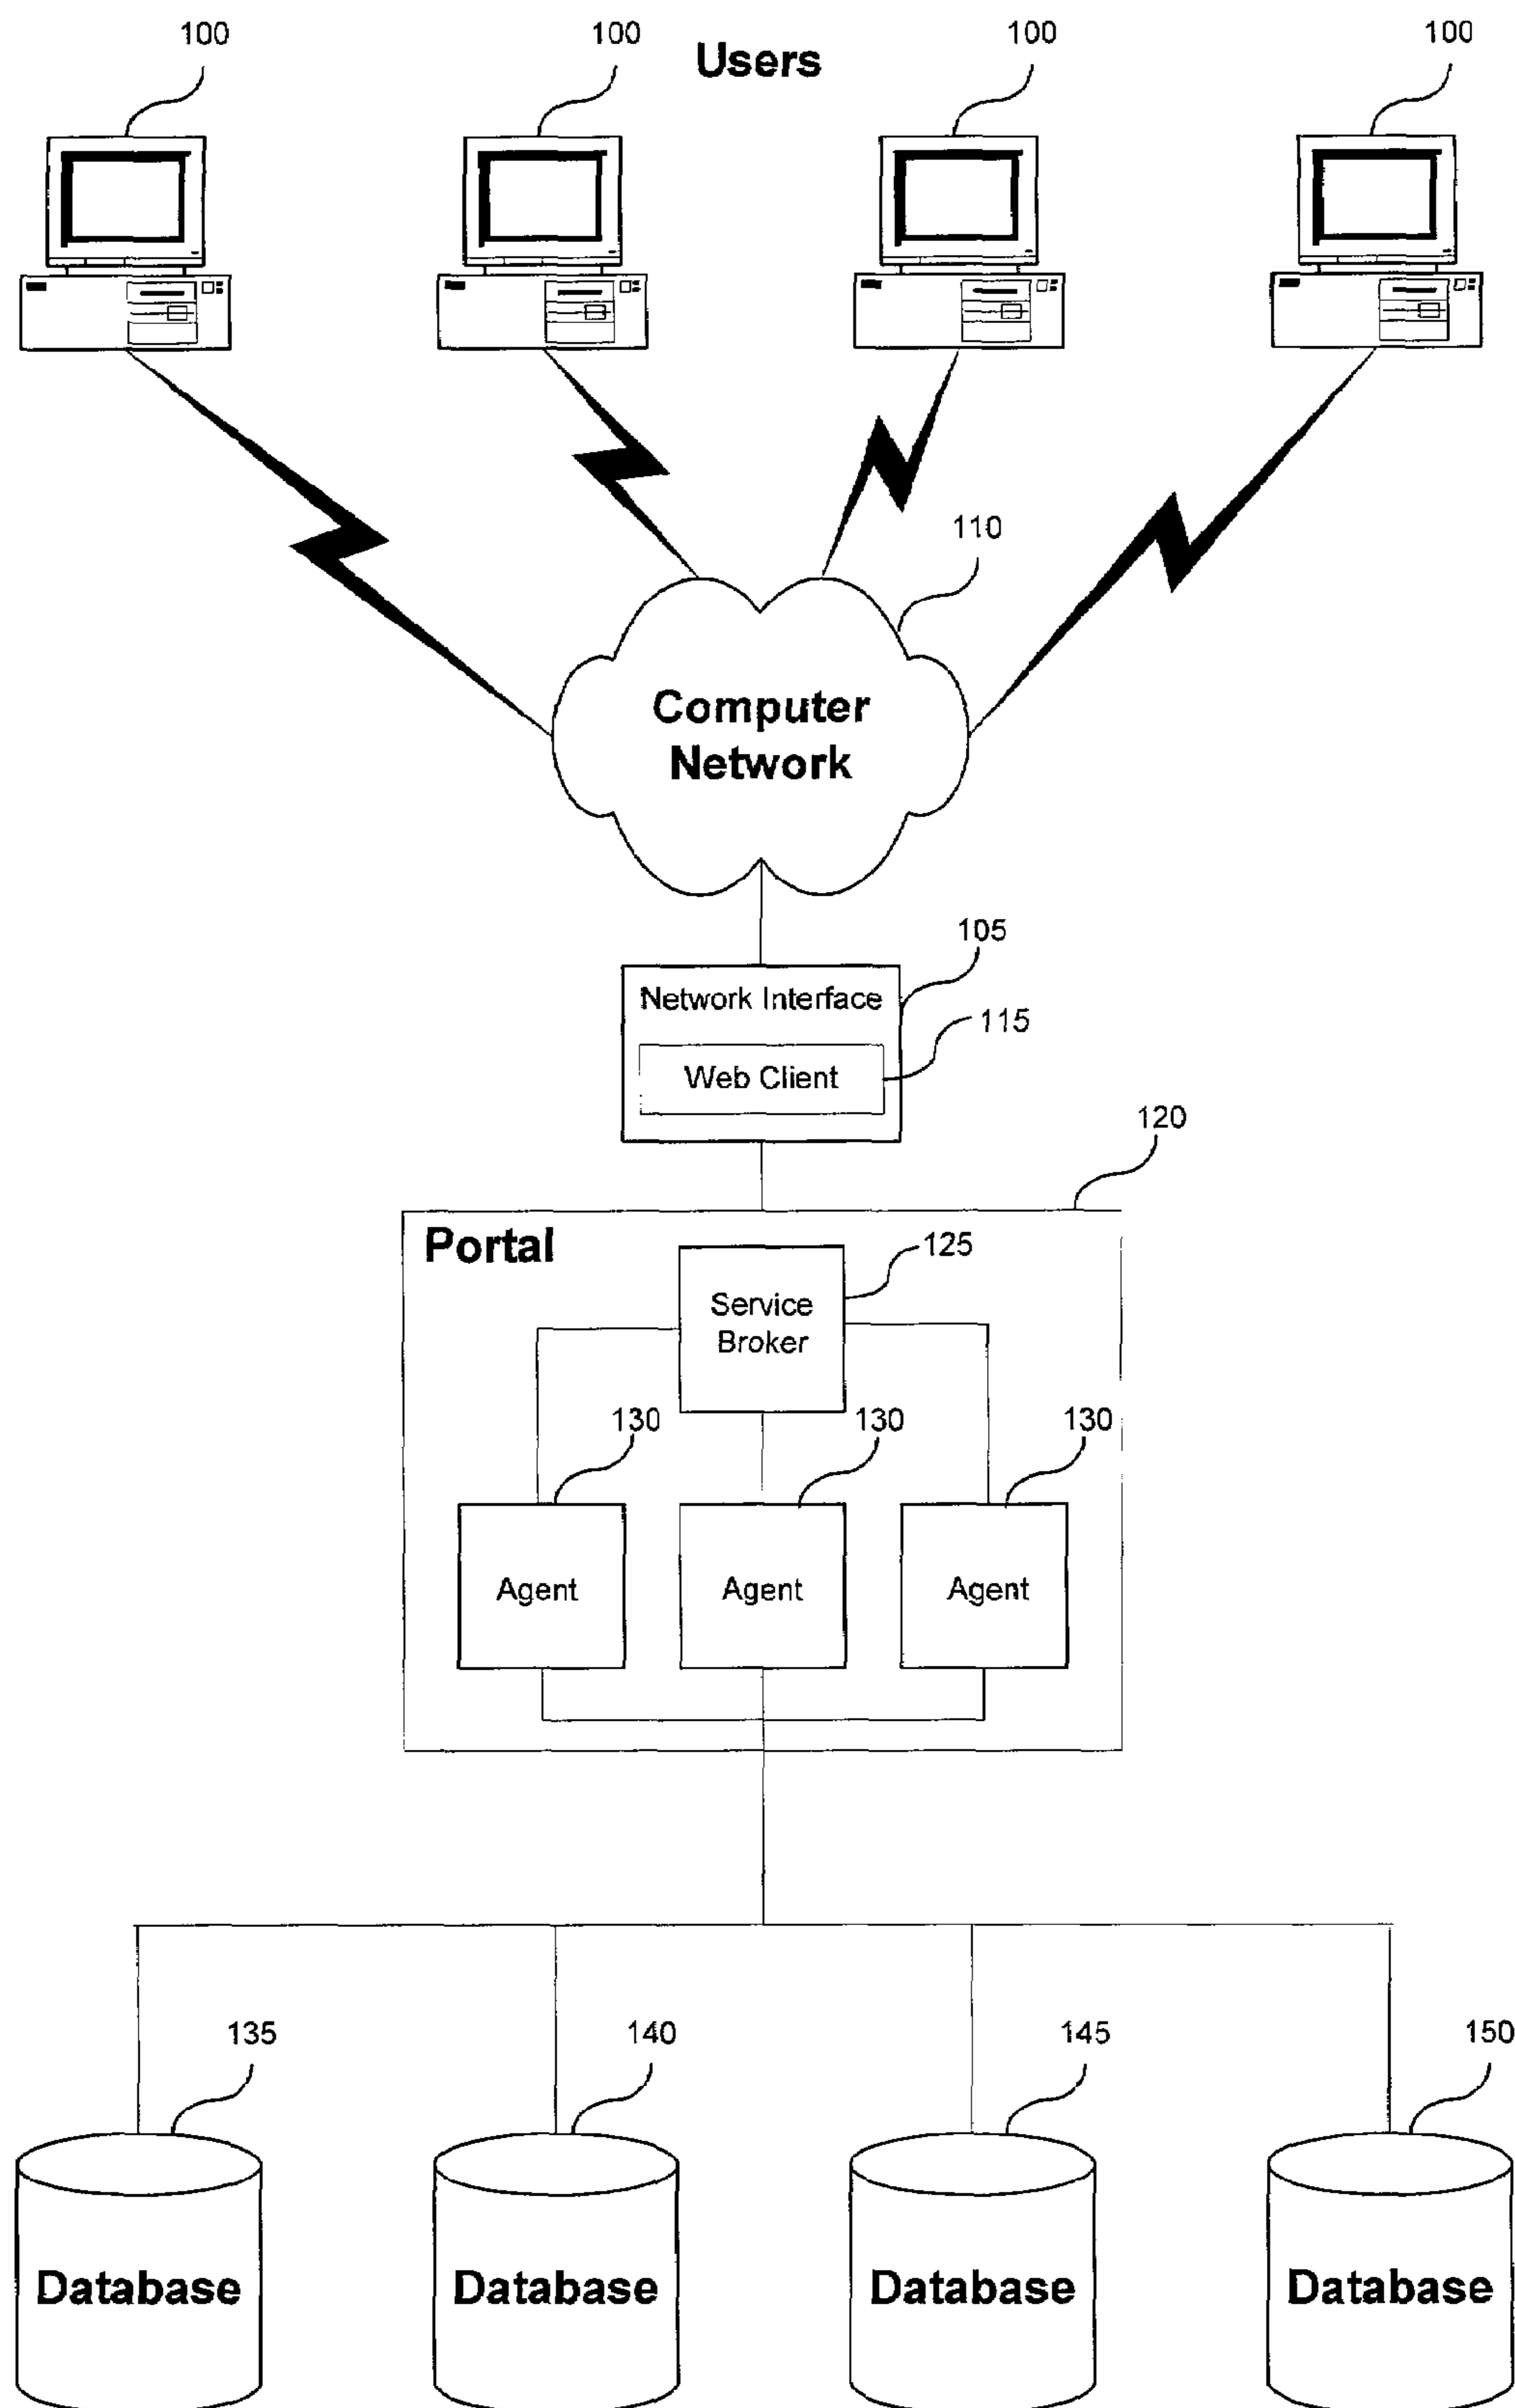 100
100
Users
100
100
110
Computer
Network
105
Network Interface
115
Web Client
120
Portal
125
Service
Broker
130
130
130
Agent
Agent
Agent
135
140
145
150
Database
Database
Database
Database